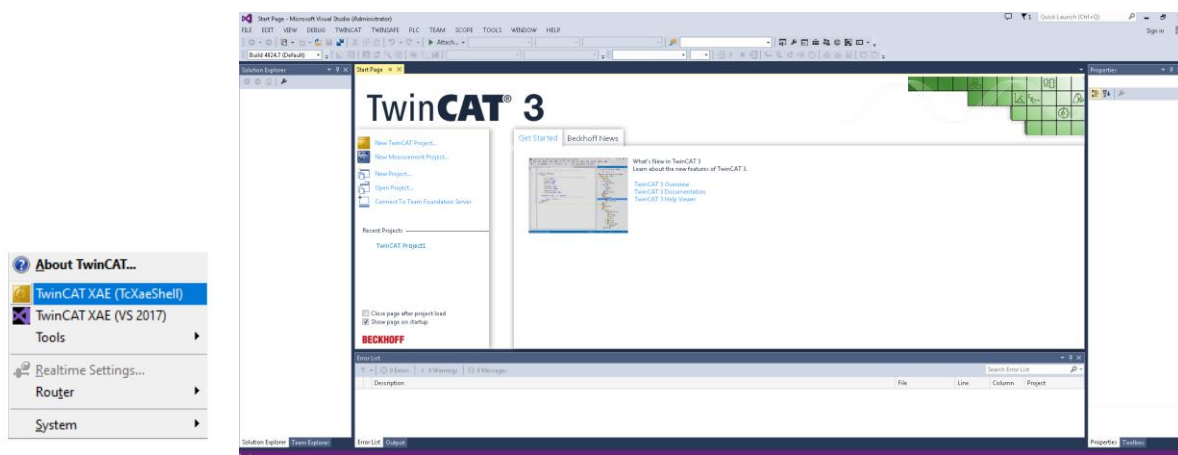 About TwinCAT...
TwinCAT XAE (TcXaeShell)
TwinCAT XAE (VS 2017)
Tools
Realtime Settings...
Router
System
Start Page - Microsoft Visual Studio (Administrator)
1
Quick Launch (Ctrl+Q)
FILE EDIT VIEW DEBUG TWINCAT TWINSAFE PLC TEAM SCOPE TOOLS WINDOW HELP
Sign in
Attach...
Build 4024.7 (Default)
Solution Explorer
Start Page
Properties
TwinCAT® 3
New TwinCAT Project...
New Measurement Project...
New Project...
Open Project...
Connect To Team Foundation Server
Recent Projects
TwinCAT Project1
Close page after project load
Show page on startup
BECKHOFF
Get Started Beckhoff News
What's New in TwinCAT 3
Learn about the new features of TwinCAT 3.
TwinCAT 3 Overview
TwinCAT 3 Documentation
TwinCAT 3 Help Viewer
Error List
0 Errors 0 Warnings 0 Messages
Search Error List
Description File Line Column Project
Solution Explorer Team Explorer
Error List Output
Properties Toolbox